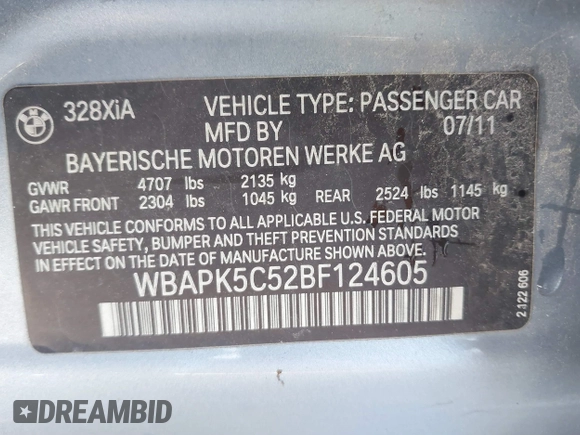 BMW
328XiA
VEHICLE TYPE: PASSENGER CAR
MFD BY 07/11
BAYERISCHE MOTOREN WERKE AG
GVWR 4707 lbs 2135 kg
GAWR FRONT 2304 lbs 1045 kg REAR 2524 lbs 1145 kg
THIS VEHICLE CONFORMS TO ALL APPLICABLE U.S. FEDERAL MOTOR
VEHICLE SAFETY, BUMPER AND THEFT PREVENTION STANDARDS
IN EFFECT ON THE DATE OF MANUFACTURE SHOWN ABOVE.
WBAPK5C52BF124605
2 122 606
DREAMBID